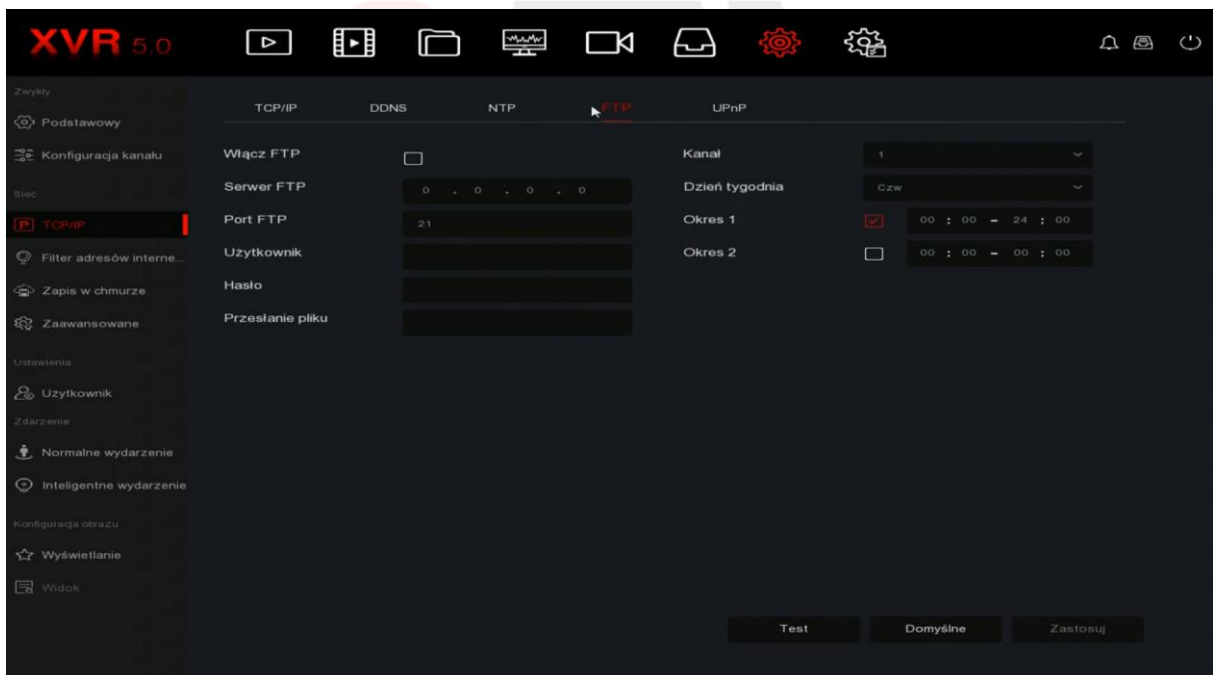 XVR 5.0
Zwykły
Podstawowy
Konfiguracja kanału
Sieć
TCP/IP
Filter adresów interne...
Zapis w chmurze
Zaawansowane
Ustawienia
Użytkownik
Zdarzenie
Normalne wydarzenie
Inteligentne wydarzenie
Konfiguracja obrazu
Wyświetlanie
Widok
TCP/IP DDNS NTP FTP UPnP
Włącz FTP
Serwer FTP 0 . 0 . 0 . 0
Port FTP 21
Użytkownik
Hasło
Przesłanie pliku
Kanał 1
Dzień tygodnia Czw
Okres 1 00 : 00 - 24 : 00
Okres 2 00 : 00 - 00 : 00
Test Domyślne Zastosuj